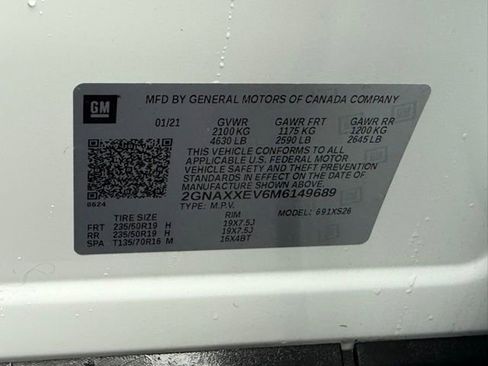 GM
MFD BY GENERAL MOTORS OF CANADA COMPANY
01/21 GVWR GAWR FRT GAWR RR
2100 KG 1175 KG 1200 KG
4630 LB 2590 LB 2645 LB
THIS VEHICLE CONFORMS TO ALL
APPLICABLE U.S. FEDERAL MOTOR
VEHICLE SAFETY AND THEFT PREVENTION
STANDARDS IN EFFECT ON THE DATE OF
MANUFACTURE SHOWN ABOVE.
2GNAXXEV6M6149689
TYPE: M.P.V. MODEL: 691XS26
0624
TIRE SIZE RIM
FRT 235/50R19 H 19X7.5J
RR 235/50R19 H 19X7.5J
SPA T135/70R16 M 16X4BT